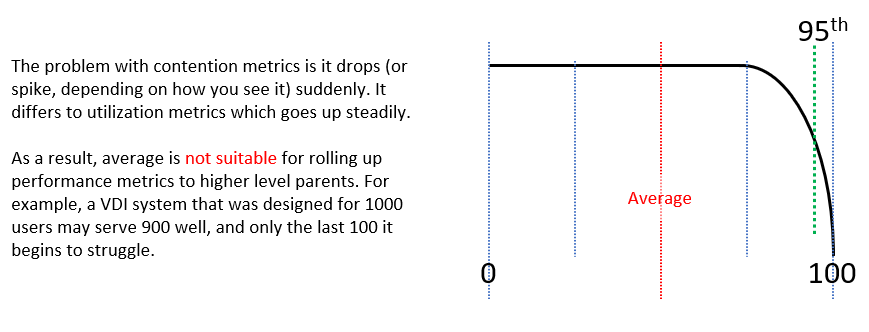 The problem with contention metrics is it drops (or
spike, depending on how you see it) suddenly. It
differs to utilization metrics which goes up steadily.
As a result, average is not suitable for rolling up
performance metrics to higher level parents. For
example, a VDI system that was designed for 1000
users may serve 900 well, and only the last 100 it
begins to struggle.
95th
Average
0
100